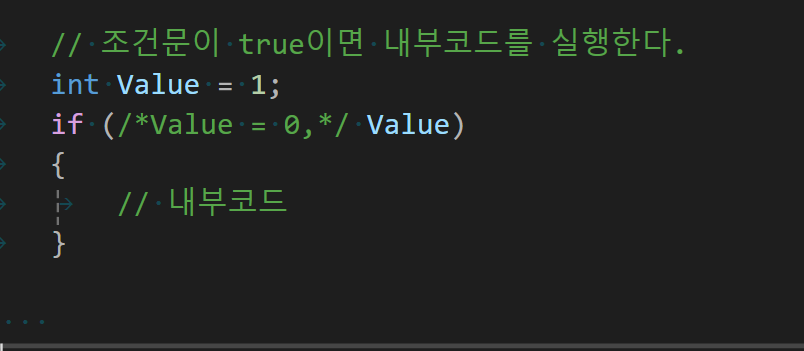 // 조건문이 true이면 내부코드를 실행한다.
int Value = 1;
if (/*Value = 0,*/ Value)
{
// 내부코드
}